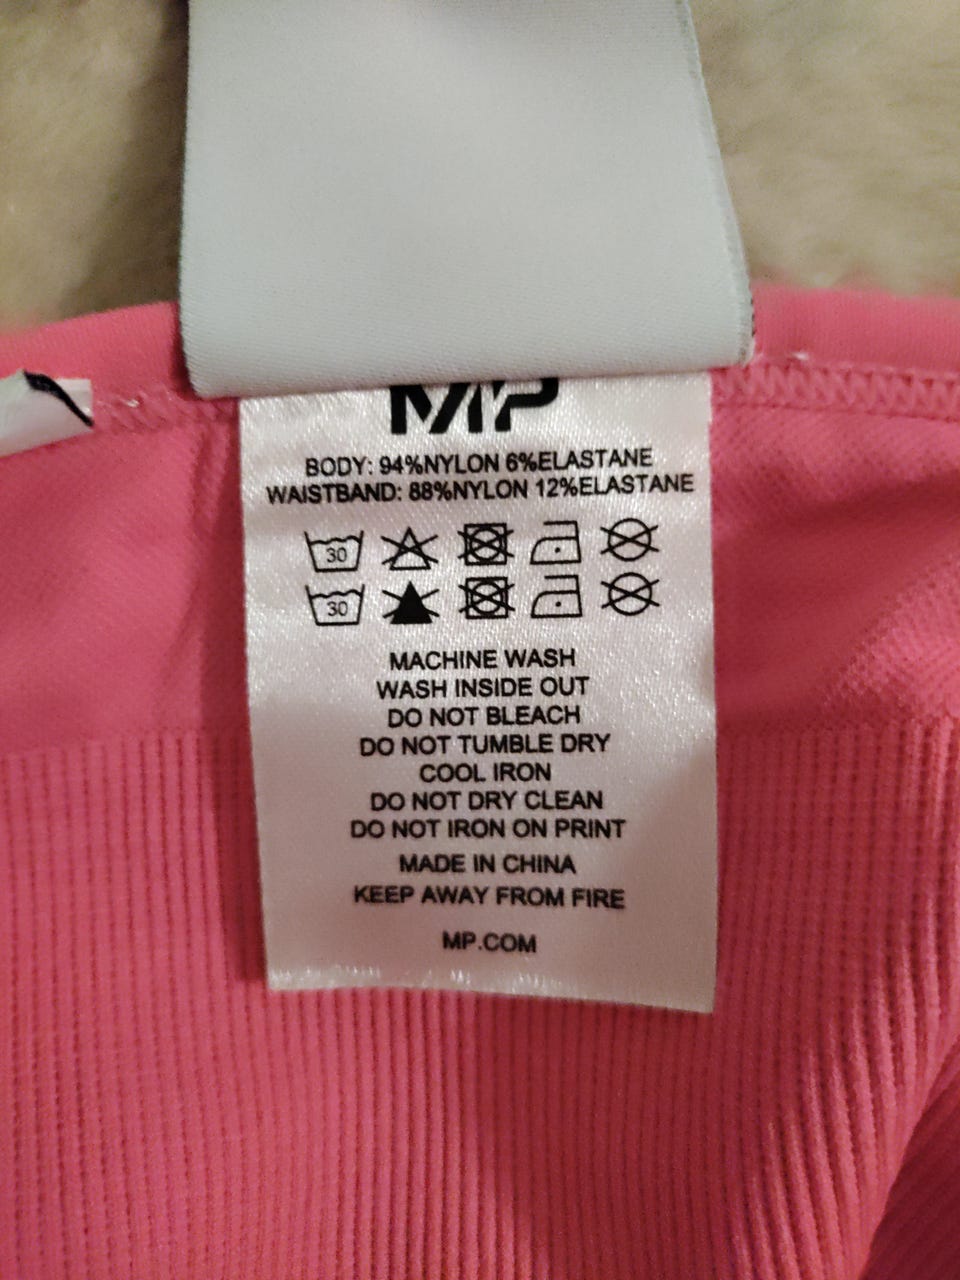 MP
BODY: 94%NYLON 6%ELASTANE
WAISTBAND: 88%NYLON 12%ELASTANE
30
30
MACHINE WASH
WASH INSIDE OUT
DO NOT BLEACH
DO NOT TUMBLE DRY
COOL IRON
DO NOT DRY CLEAN
DO NOT IRON ON PRINT
MADE IN CHINA
KEEP AWAY FROM FIRE
MP.COM